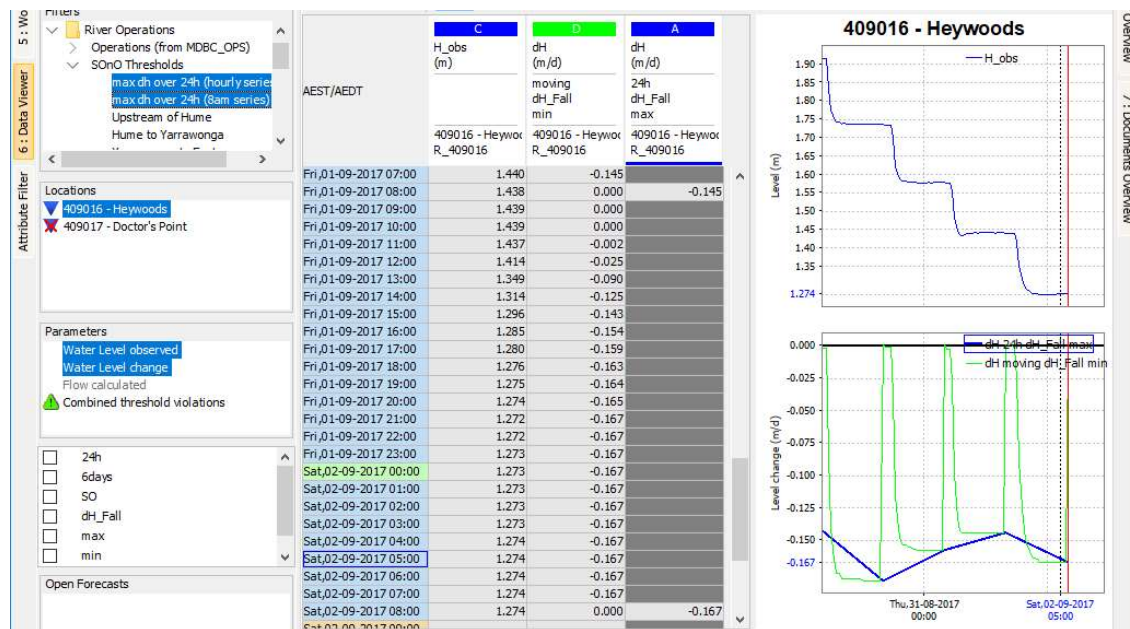 5 : Wo
6 : Data Viewer
Attribute Filter
Filters
River Operations
Operations (from MDBC_OPS)
SOnO Thresholds
max dh over 24h (hourly series
max dh over 24h (8am series)
Upstream of Hume
Hume to Yarrawonga
Locations
409016 - Heywoods
409017 - Doctor's Point
Parameters
Water Level observed
Water Level change
Flow calculated
Combined threshold violations
24h
6days
SO
dH_Fall
max
min
Open Forecasts
C D A
H_obs dH dH
(m) (m/d) (m/d)
AEST/AEDT
moving 24h
dH_Fall dH_Fall
min max
409016 - Heywoo 409016 - Heywoo 409016 - Heywoo
R_409016 R_409016 R_409016
Fri,01-09-2017 07:00 1.440 -0.145
Fri,01-09-2017 08:00 1.438 0.000 -0.145
Fri,01-09-2017 09:00 1.439 0.000
Fri,01-09-2017 10:00 1.439 0.000
Fri,01-09-2017 11:00 1.437 -0.002
Fri,01-09-2017 12:00 1.414 -0.025
Fri,01-09-2017 13:00 1.349 -0.090
Fri,01-09-2017 14:00 1.314 -0.125
Fri,01-09-2017 15:00 1.296 -0.143
Fri,01-09-2017 16:00 1.285 -0.154
Fri,01-09-2017 17:00 1.280 -0.159
Fri,01-09-2017 18:00 1.276 -0.163
Fri,01-09-2017 19:00 1.275 -0.164
Fri,01-09-2017 20:00 1.274 -0.165
Fri,01-09-2017 21:00 1.272 -0.167
Fri,01-09-2017 22:00 1.272 -0.167
Fri,01-09-2017 23:00 1.273 -0.167
Sat,02-09-2017 00:00 1.273 -0.167
Sat,02-09-2017 01:00 1.273 -0.167
Sat,02-09-2017 02:00 1.273 -0.167
Sat,02-09-2017 03:00 1.273 -0.167
Sat,02-09-2017 04:00 1.274 -0.167
Sat,02-09-2017 05:00 1.274 -0.167
Sat,02-09-2017 06:00 1.274 -0.167
Sat,02-09-2017 07:00 1.274 -0.167
Sat,02-09-2017 08:00 1.274 0.000 -0.167
Sat,02-09-2017 09:00
409016 - Heywoods
H_obs
Level (m)
1.90
1.85
1.80
1.75
1.70
1.65
1.60
1.55
1.50
1.45
1.40
1.35
1.274
dH 24h dH_Fall max
dH moving dH_Fall min
Level change (m/d)
0.000
-0.025
-0.050
-0.075
-0.100
-0.125
-0.150
-0.167
Thu,31-08-2017 Sat,02-09-2017
00:00 05:00
Overview
7 : Documents Overview